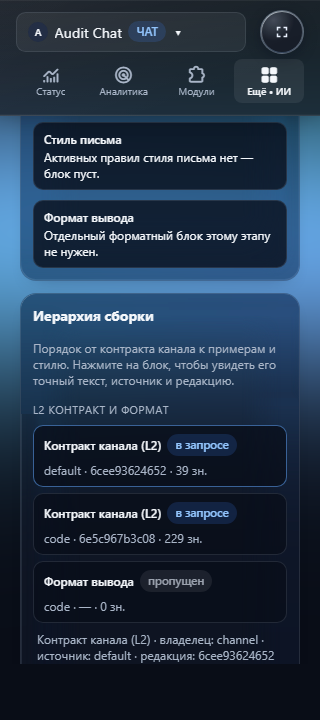 A Audit Chat ЧАТ ▾
Статус Аналитика Модули Ещё • ИИ
Стиль письма
Активных правил стиля письма нет —
блок пуст.
Формат вывода
Отдельный форматный блок этому этапу
не нужен.
Иерархия сборки
Порядок от контракта канала к примерам и
стилю. Нажмите на блок, чтобы увидеть его
точный текст, источник и редакцию.
L2 КОНТРАКТ И ФОРМАТ
Контракт канала (L2) в запросе
default · 6cee93624652 · 39 зн.
Контракт канала (L2) в запросе
code · 6e5c967b3c08 · 229 зн.
Формат вывода пропущен
code · — · 0 зн.
Контракт канала (L2) · владелец: channel ·
источник: default · редакция: 6cee93624652